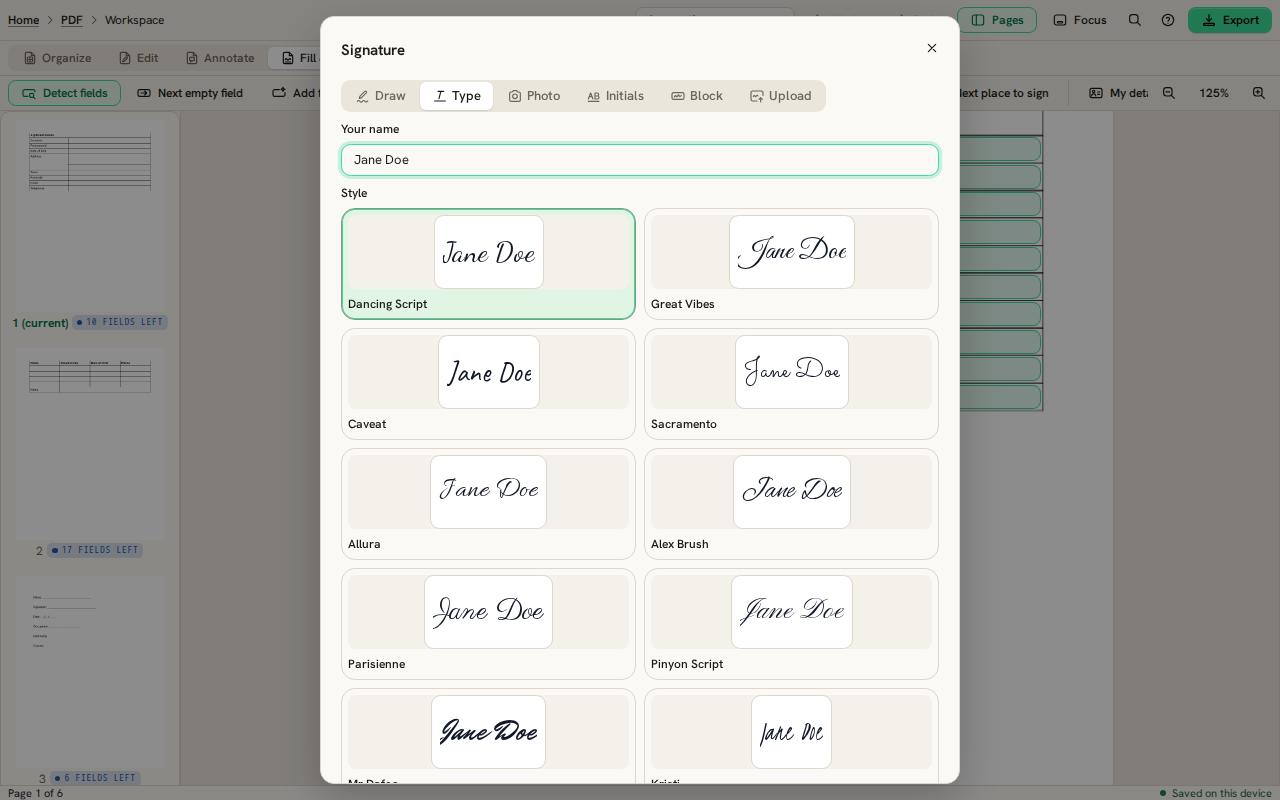 Home > PDF > Workspace
Pages
Focus
Export
Organize
Edit
Annotate
Fill
Detect fields
Next empty field
Add
Next place to sign
My deta
125%
1 (current)
10 FIELDS LEFT
2
17 FIELDS LEFT
3
6 FIELDS LEFT
Signature
Draw
Type
Photo
AB Initials
Block
Upload
Your name
Jane Doe
Style
Jane Doe
Dancing Script
Jane Doe
Great Vibes
Jane Doe
Caveat
Jane Doe
Sacramento
Jane Doe
Allura
Jane Doe
Alex Brush
Jane Doe
Parisienne
Jane Doe
Pinyon Script
Jane Doe
Jane Doe
Page 1 of 6
Saved on this device